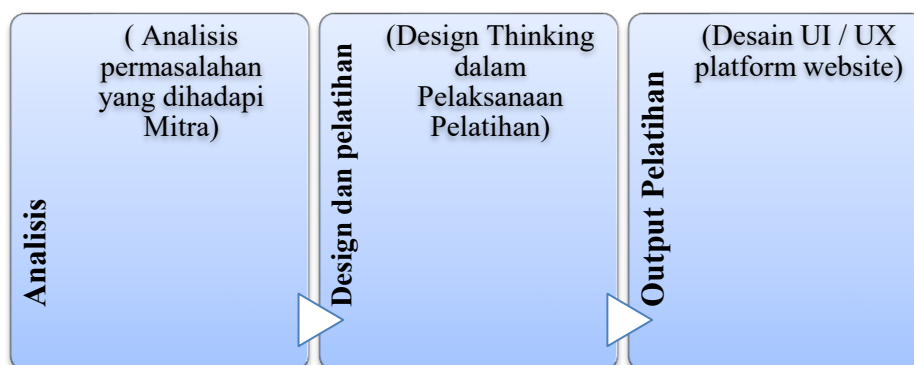 Analisis
( Analisis
permasalahan
yang dihadapi
Mitra)
Design dan pelatihan
(Design Thinking
dalam
Pelaksanaan
Pelatihan)
Output Pelatihan
(Desain UI / UX
platform website)